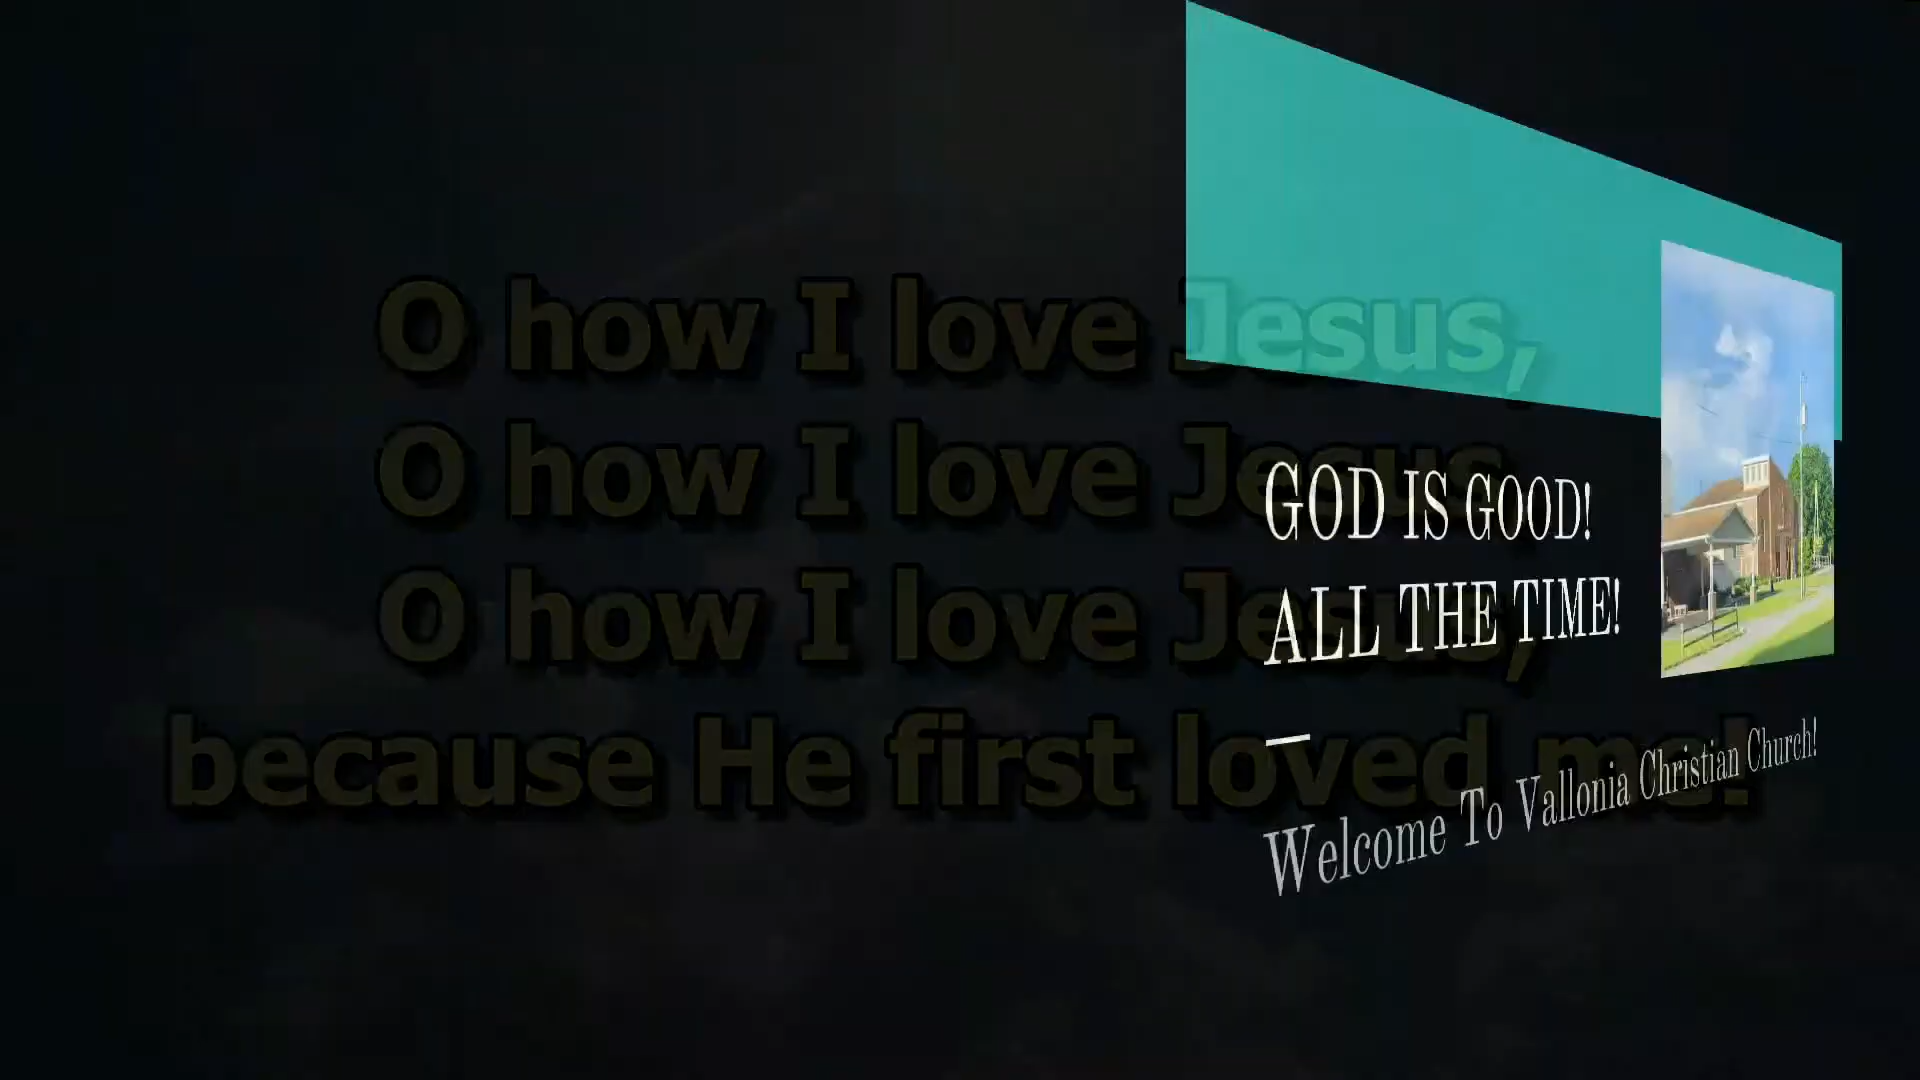 O how I love Jesus,
O how I love Jesus,
O how I love Jesus,
because He first loved me!
GOD IS GOOD!
ALL THE TIME!
Welcome To Vallonia Christian Church!